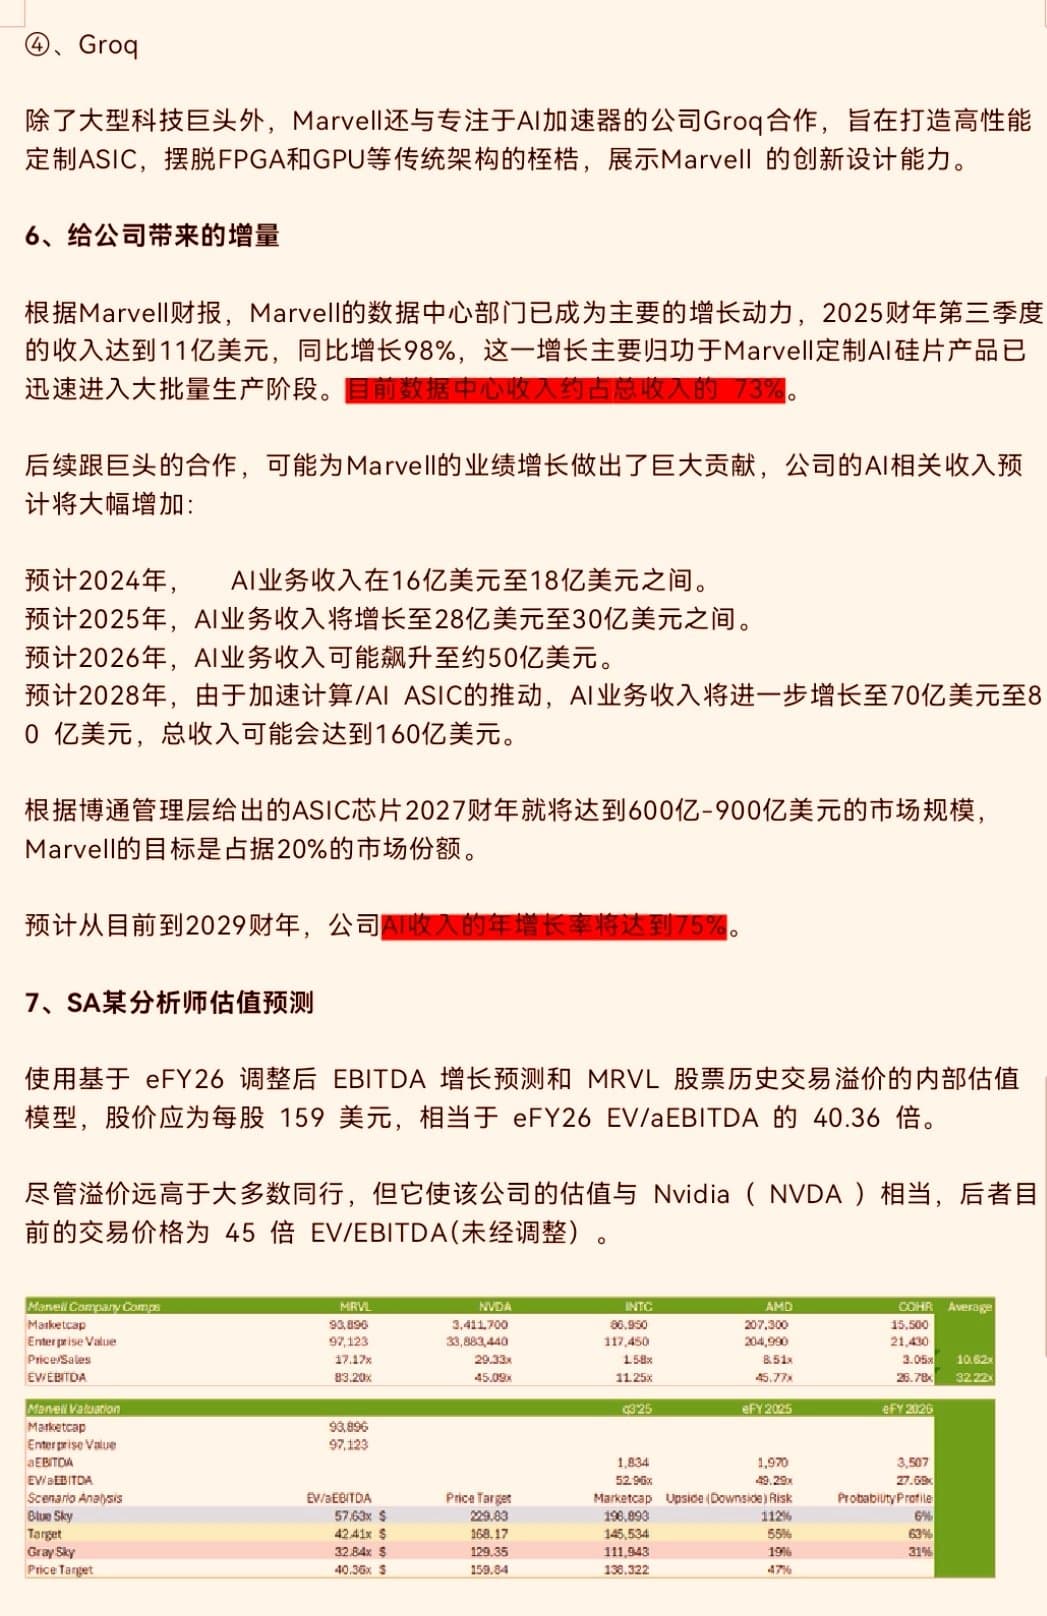 ④、Groq
除了大型科技巨头外，Marvell还与专注于AI加速器的公司Groq合作，旨在打造高性能
定制ASIC，摆脱FPGA和GPU等传统架构的桎梏，展示Marvell 的创新设计能力。
6、给公司带来的增量
根据Marvell财报，Marvell的数据中心部门已成为主要的增长动力，2025财年第三季度
的收入达到11亿美元，同比增长98%，这一增长主要归功于Marvell定制AI硅片产品已
迅速进入大批量生产阶段。目前数据中心收入约占总收入的 73%。
后续跟巨头的合作，可能为Marvell的业绩增长做出了巨大贡献，公司的AI相关收入预
计将大幅增加：
预计2024年， AI业务收入在16亿美元至18亿美元之间。
预计2025年，AI业务收入将增长至28亿美元至30亿美元之间。
预计2026年，AI业务收入可能飙升至约50亿美元。
预计2028年，由于加速计算/AI ASIC的推动，AI业务收入将进一步增长至70亿美元至8
0 亿美元，总收入可能会达到160亿美元。
根据博通管理层给出的ASIC芯片2027财年就将达到600亿-900亿美元的市场规模，
Marvell的目标是占据20%的市场份额。
预计从目前到2029财年，公司AI收入的年增长率将达到75%。
7、SA某分析师估值预测
使用基于 eFY26 调整后 EBITDA 增长预测和 MRVL 股票历史交易溢价的内部估值
模型，股价应为每股 159 美元，相当于 eFY26 EV/aEBITDA 的 40.36 倍。
尽管溢价远高于大多数同行，但它使该公司的估值与 Nvidia（ NVDA ）相当，后者目
前的交易价格为 45 倍 EV/EBITDA(未经调整）。
Marvell Company Comps MRVL NVDA INTC AMD COHR Average
Marketcap 93,896 3,411,700 86,950 207,300 15,500
Enterprise Value 97,123 33,883,440 117,450 204,990 21,430
Price/Sales 17.17x 29.33x 1.58x 8.51x 3.05x 10.62x
EV/EBITDA 83.20x 45.09x 11.25x 45.77x 26.78x 32.22x
Marvell Valuation q3'25 eFY2025 eFY2026
Marketcap 93,896
Enterprise Value 97,123
aEBITDA 1,834 1,970 3,507
EV/aEBITDA 52.96x 49.29x 27.69x
Scenario Analysis EV/aEBITDA Price Target Marketcap Upside (Downside) Risk Probability Profile
Blue Sky 57.63x $ 229.83 198,893 112% 6%
Target 42.41x $ 168.17 145,534 55% 63%
Gray Sky 32.84x $ 129.35 111,943 19% 31%
Price Target 40.36x $ 159.84 138,322 47%